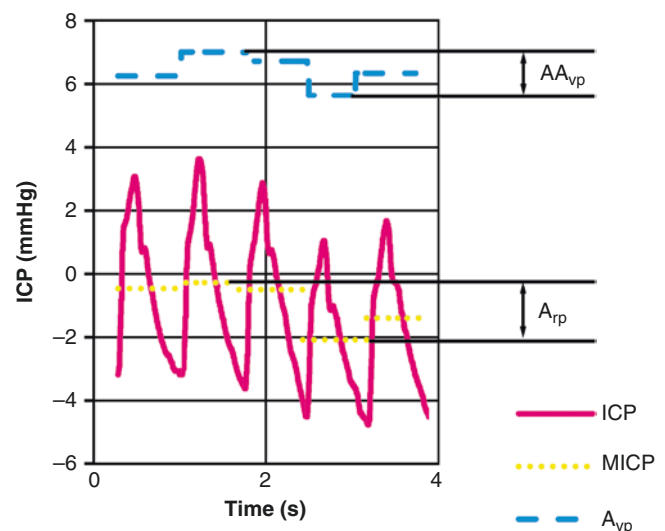 8
6
4
2
0
–2
–4
–6
ICP (mmHg)
0
2
4
Time (s)
AAvp
Arp
ICP
MICP
Avp